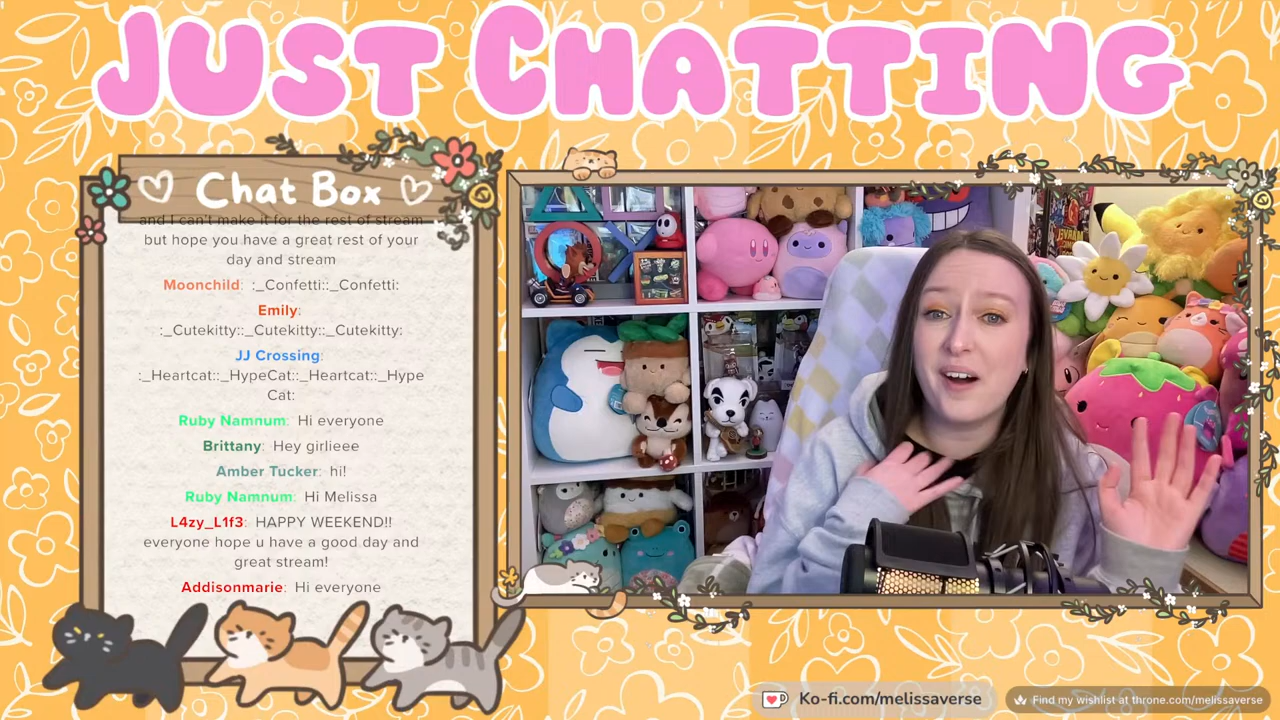 JUST CHATTING
Chat Box
and I can't make it for the rest of stream
but hope you have a great rest of your
day and stream
Moonchild: :_Confetti::_Confetti:
Emily:
:_Cutekitty::_Cutekitty::_Cutekitty:
JJ Crossing:
:_Heartcat::_HypeCat::_Heartcat::_Hype
Cat:
Ruby Namnum: Hi everyone
Brittany: Hey girlieee
Amber Tucker: hi!
Ruby Namnum: Hi Melissa
L4zy_L1f3: HAPPY WEEKEND!!
everyone hope u have a good day and
great stream!
Addisonmarie: Hi everyone
Ko-fi.com/melissaverse
Find my wishlist at throne.com/melissaverse